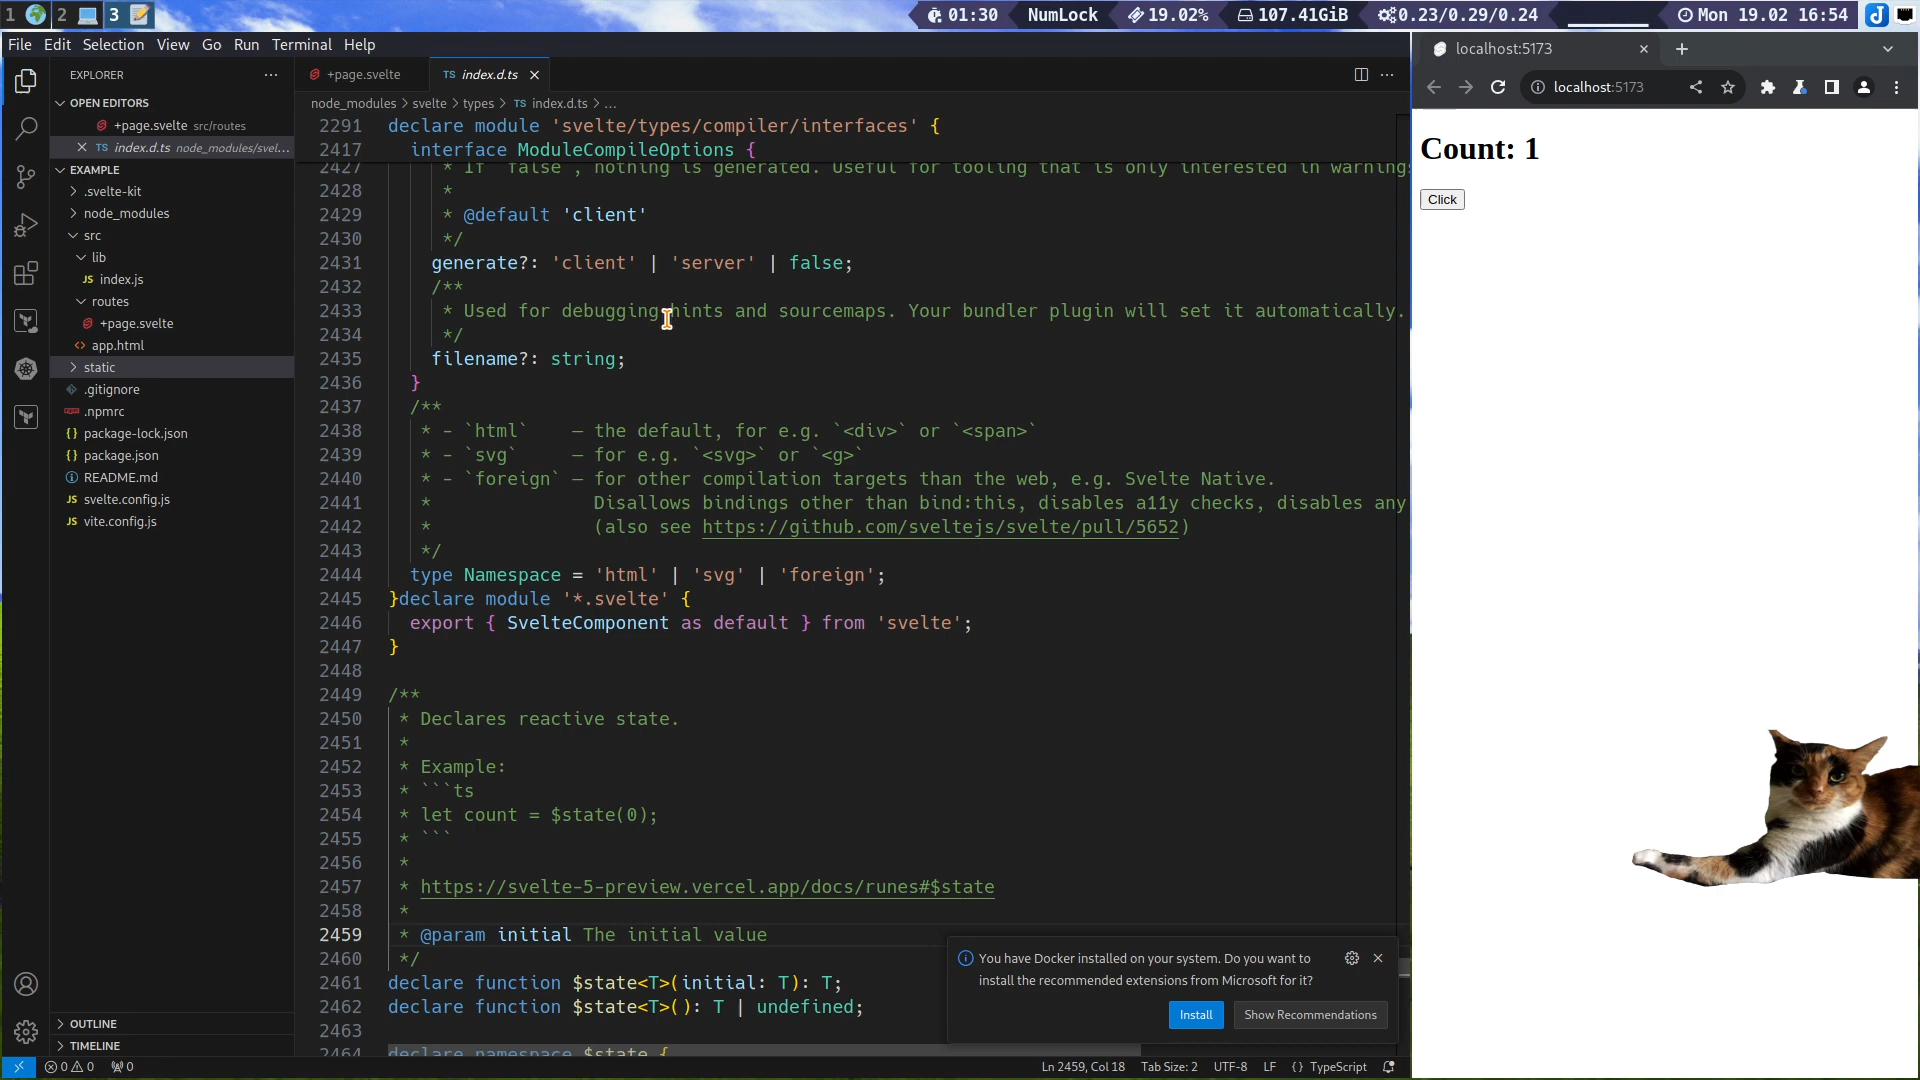 1 2 3 01:30 NumLock 19.02% 107.41GiB 0.23/0.29/0.24 Mon 19.02 16:54
File Edit Selection View Go Run Terminal Help
EXPLORER
OPEN EDITORS
+page.svelte src/routes
TS index.d.ts node_modules/svel...
EXAMPLE
.svelte-kit
node_modules
src
lib
JS index.js
routes
+page.svelte
<> app.html
static
.gitignore
.npmrc
{} package-lock.json
{} package.json
README.md
JS svelte.config.js
JS vite.config.js
OUTLINE
TIMELINE
+page.svelte TS index.d.ts
node_modules > svelte > types > TS index.d.ts > ...
2291 declare module 'svelte/types/compiler/interfaces' {
2417 interface ModuleCompileOptions {
2427 * If `false`, nothing is generated. Useful for tooling that is only interested in warnings
2428 *
2429 * @default 'client'
2430 */
2431 generate?: 'client' | 'server' | false;
2432 /**
2433 * Used for debugging hints and sourcemaps. Your bundler plugin will set it automatically.
2434 */
2435 filename?: string;
2436 }
2437 /**
2438 * - `html` — the default, for e.g. `<div>` or `<span>`
2439 * - `svg` — for e.g. `<svg>` or `<g>`
2440 * - `foreign` — for other compilation targets than the web, e.g. Svelte Native.
2441 * Disallows bindings other than bind:this, disables a11y checks, disables any
2442 * (also see https://github.com/sveltejs/svelte/pull/5652)
2443 */
2444 type Namespace = 'html' | 'svg' | 'foreign';
2445 }declare module '*.svelte' {
2446 export { SvelteComponent as default } from 'svelte';
2447 }
2448
2449 /**
2450 * Declares reactive state.
2451 *
2452 * Example:
2453 * ```ts
2454 * let count = $state(0);
2455 * ```
2456 *
2457 * https://svelte-5-preview.vercel.app/docs/runes#$state
2458 *
2459 * @param initial The initial value
2460 */
2461 declare function $state<T>(initial: T): T;
2462 declare function $state<T>(): T | undefined;
2463
2464 declare namespace $state {
You have Docker installed on your system. Do you want to
install the recommended extensions from Microsoft for it?
Install Show Recommendations
0 0 0 Ln 2459, Col 18 Tab Size: 2 UTF-8 LF {} TypeScript
localhost:5173
localhost:5173
Count: 1
Click